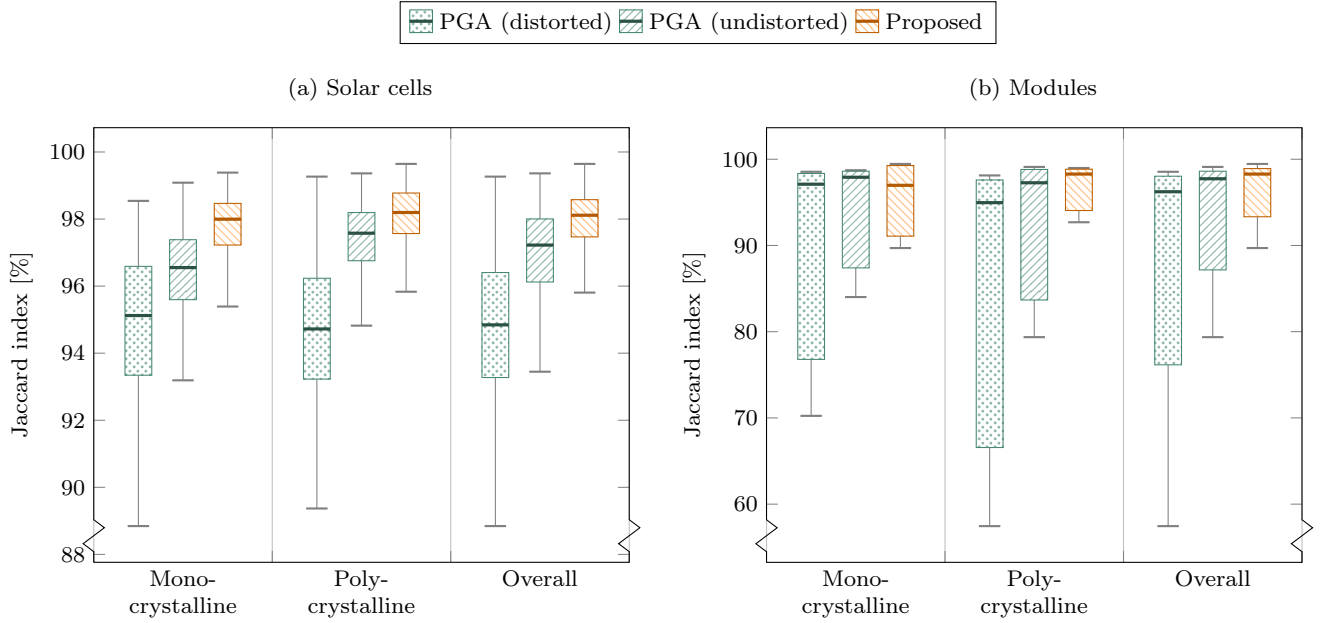 PGA (distorted) PGA (undistorted) Proposed
(a) Solar cells
(b) Modules
Jaccard index [%]
100
98
96
94
92
90
88
Mono-
crystalline
Poly-
crystalline
Overall
Jaccard index [%]
100
90
80
70
60
Mono-
crystalline
Poly-
crystalline
Overall